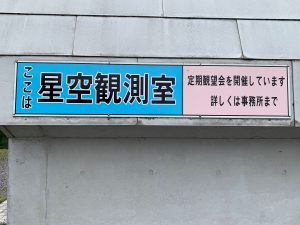 ここは
星空観測室
定期観望会を開催しています
詳しくは事務所まで